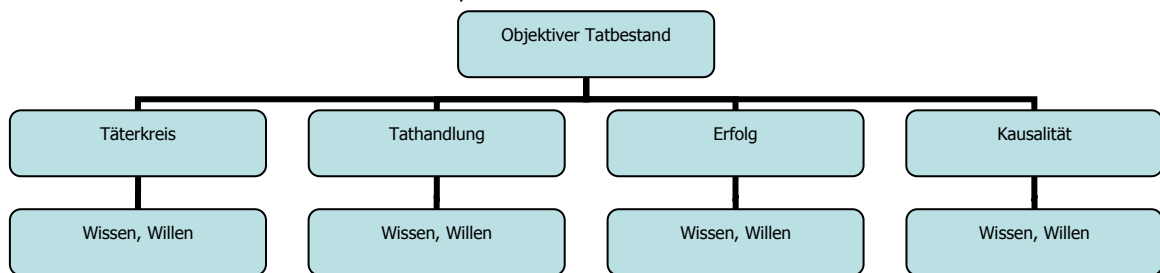 Objektiver Tatbestand
Täterkreis
Tathandlung
Erfolg
Kausalität
Wissen, Willen
Wissen, Willen
Wissen, Willen
Wissen, Willen